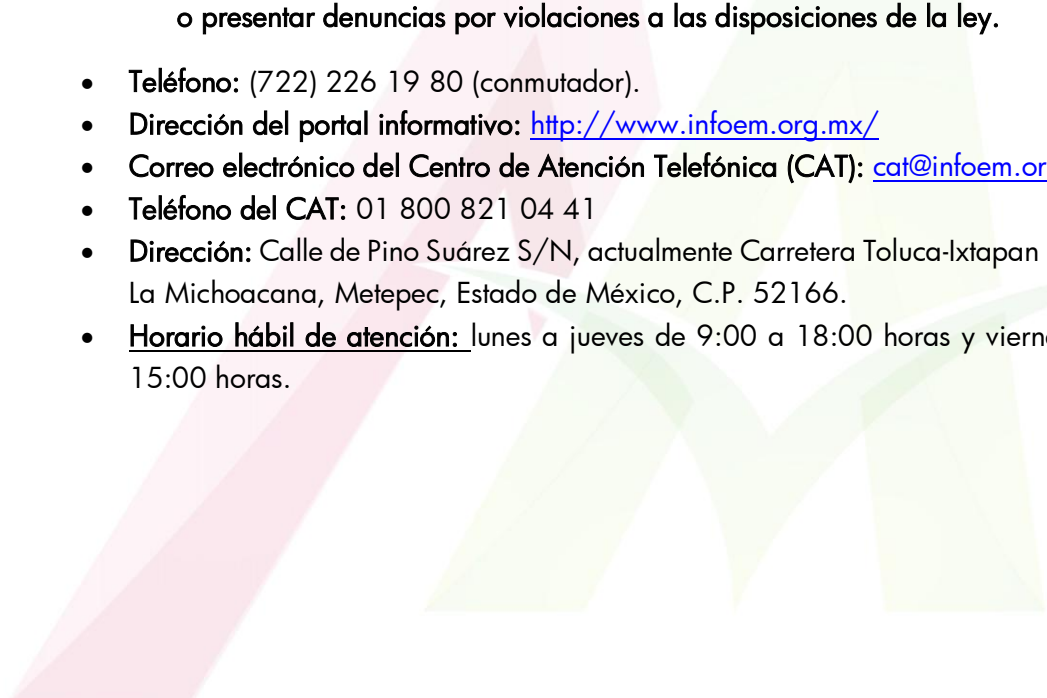 o presentar denuncias por violaciones a las disposiciones de la ley.
• Teléfono: (722) 226 19 80 (conmutador).
• Dirección del portal informativo: http://www.infoem.org.mx/
• Correo electrónico del Centro de Atención Telefónica (CAT): cat@infoem.or
• Teléfono del CAT: 01 800 821 04 41
• Dirección: Calle de Pino Suárez S/N, actualmente Carretera Toluca-Ixtapan
La Michoacana, Metepec, Estado de México, C.P. 52166.
• Horario hábil de atención: lunes a jueves de 9:00 a 18:00 horas y vierne
15:00 horas.